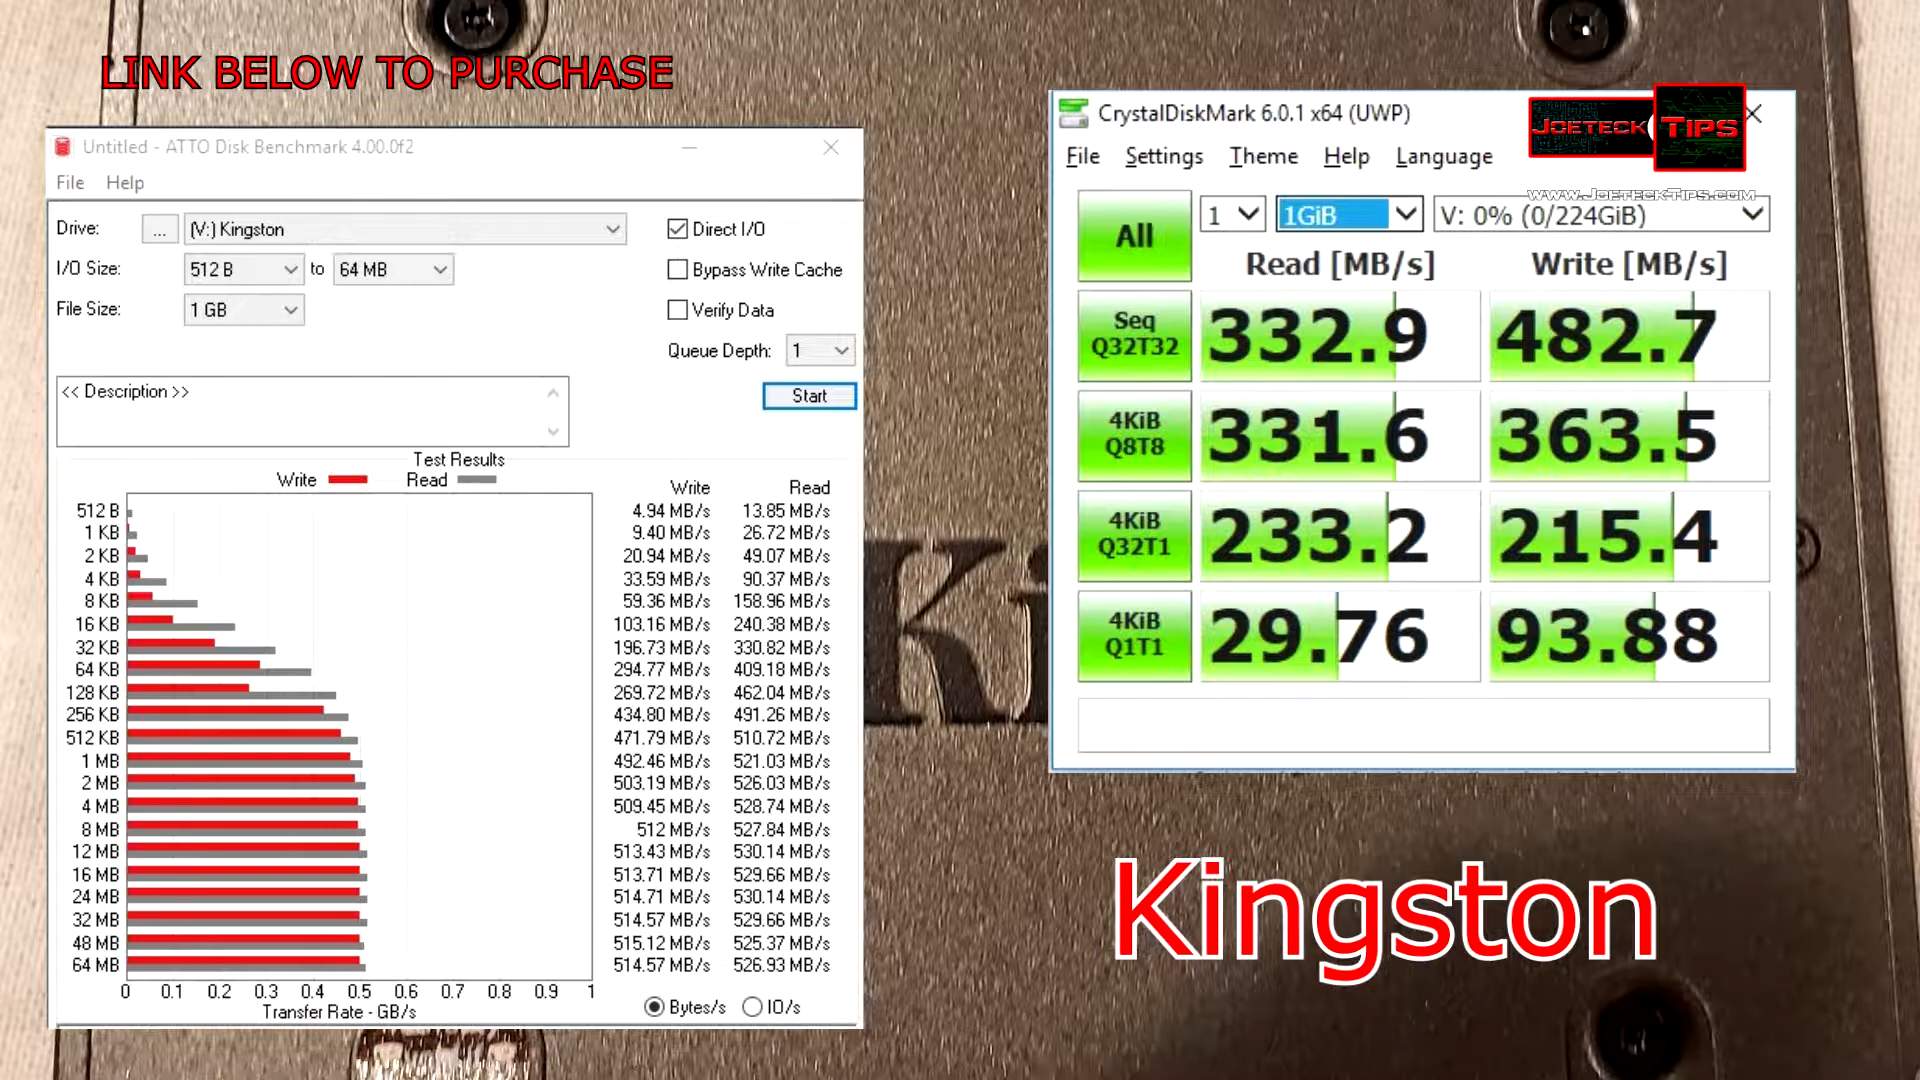 LINK BELOW TO PURCHASE
Untitled - ATTO Disk Benchmark 4.00.0f2
File Help
Drive: ... (V:) Kingston
Direct I/O
I/O Size: 512 B to 64 MB
Bypass Write Cache
File Size: 1 GB
Verify Data
Queue Depth: 1
<< Description >>
Start
Test Results
Write Read
Write Read
512 B 4.94 MB/s 13.85 MB/s
1 KB 9.40 MB/s 26.72 MB/s
2 KB 20.94 MB/s 49.07 MB/s
4 KB 33.59 MB/s 90.37 MB/s
8 KB 59.36 MB/s 158.96 MB/s
16 KB 103.16 MB/s 240.38 MB/s
32 KB 196.73 MB/s 330.82 MB/s
64 KB 294.77 MB/s 409.18 MB/s
128 KB 269.72 MB/s 462.04 MB/s
256 KB 434.80 MB/s 491.26 MB/s
512 KB 471.79 MB/s 510.72 MB/s
1 MB 492.46 MB/s 521.03 MB/s
2 MB 503.19 MB/s 526.03 MB/s
4 MB 509.45 MB/s 528.74 MB/s
8 MB 512 MB/s 527.84 MB/s
12 MB 513.43 MB/s 530.14 MB/s
16 MB 513.71 MB/s 529.66 MB/s
24 MB 514.71 MB/s 530.14 MB/s
32 MB 514.57 MB/s 529.66 MB/s
48 MB 515.12 MB/s 525.37 MB/s
64 MB 514.57 MB/s 526.93 MB/s
0 0.1 0.2 0.3 0.4 0.5 0.6 0.7 0.8 0.9 1
Transfer Rate - GB/s
Bytes/s IO/s
CrystalDiskMark 6.0.1 x64 (UWP)
JOETECK TIPS
File Settings Theme Help Language
www.JoeteckTips.com
All 1 1GiB V: 0% (0/224GiB)
Read [MB/s] Write [MB/s]
Seq Q32T32 332.9 482.7
4KiB Q8T8 331.6 363.5
4KiB Q32T1 233.2 215.4
4KiB Q1T1 29.76 93.88
Ki
Kingston